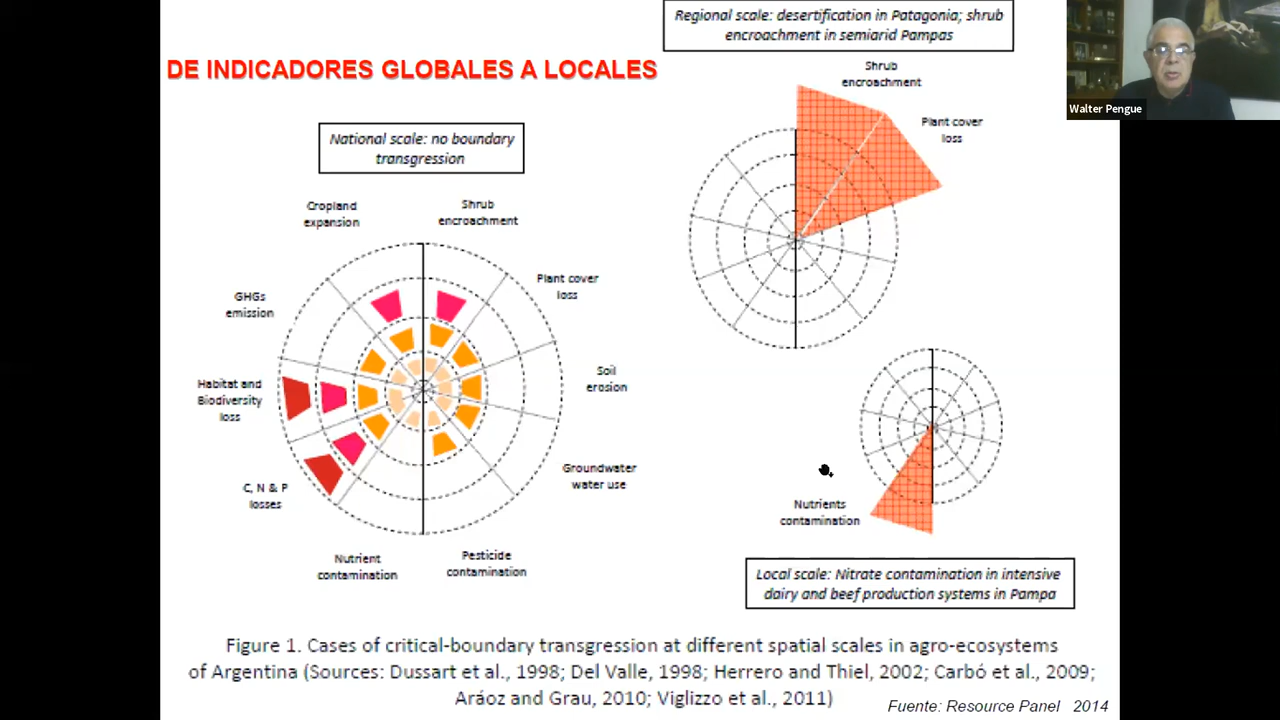 DE INDICADORES GLOBALES A LOCALES
Regional scale: desertification in Patagonia; shrub
encroachment in semiarid Pampas
Walter Pengue
Shrub
encroachment
Plant cover
loss
National scale: no boundary
transgression
Cropland
expansion
Shrub
encroachment
GHGs
emission
Plant cover
loss
Habitat and
Biodiversity
loss
Soil
erosion
C, N & P
losses
Groundwater
water use
Nutrient
contamination
Pesticide
contamination
Nutrients
contamination
Local scale: Nitrate contamination in intensive
dairy and beef production systems in Pampa
Figure 1. Cases of critical-boundary transgression at different spatial scales in agro-ecosystems
of Argentina (Sources: Dussart et al., 1998; Del Valle, 1998; Herrero and Thiel, 2002; Carbó et al., 2009;
Aráoz and Grau, 2010; Viglizzo et al., 2011)
Fuente: Resource Panel 2014